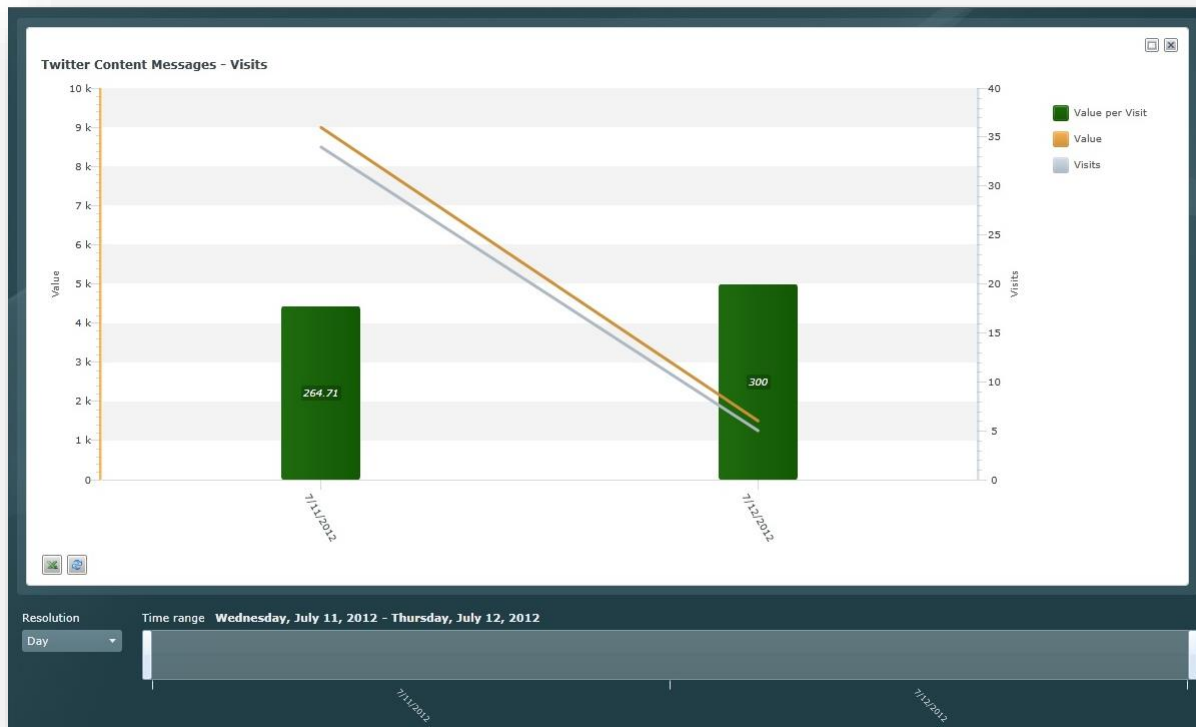 Twitter Content Messages - Visits
10 k
9 k
8 k
7 k
6 k
5 k
4 k
3 k
2 k
1 k
0
Value
264.71
300
40
35
30
25
20
15
10
5
0
Visits
Value per Visit
Value
Visits
7/11/2012
7/12/2012
Resolution
Day
Time range Wednesday, July 11, 2012 - Thursday, July 12, 2012
7/11/2012
7/12/2012